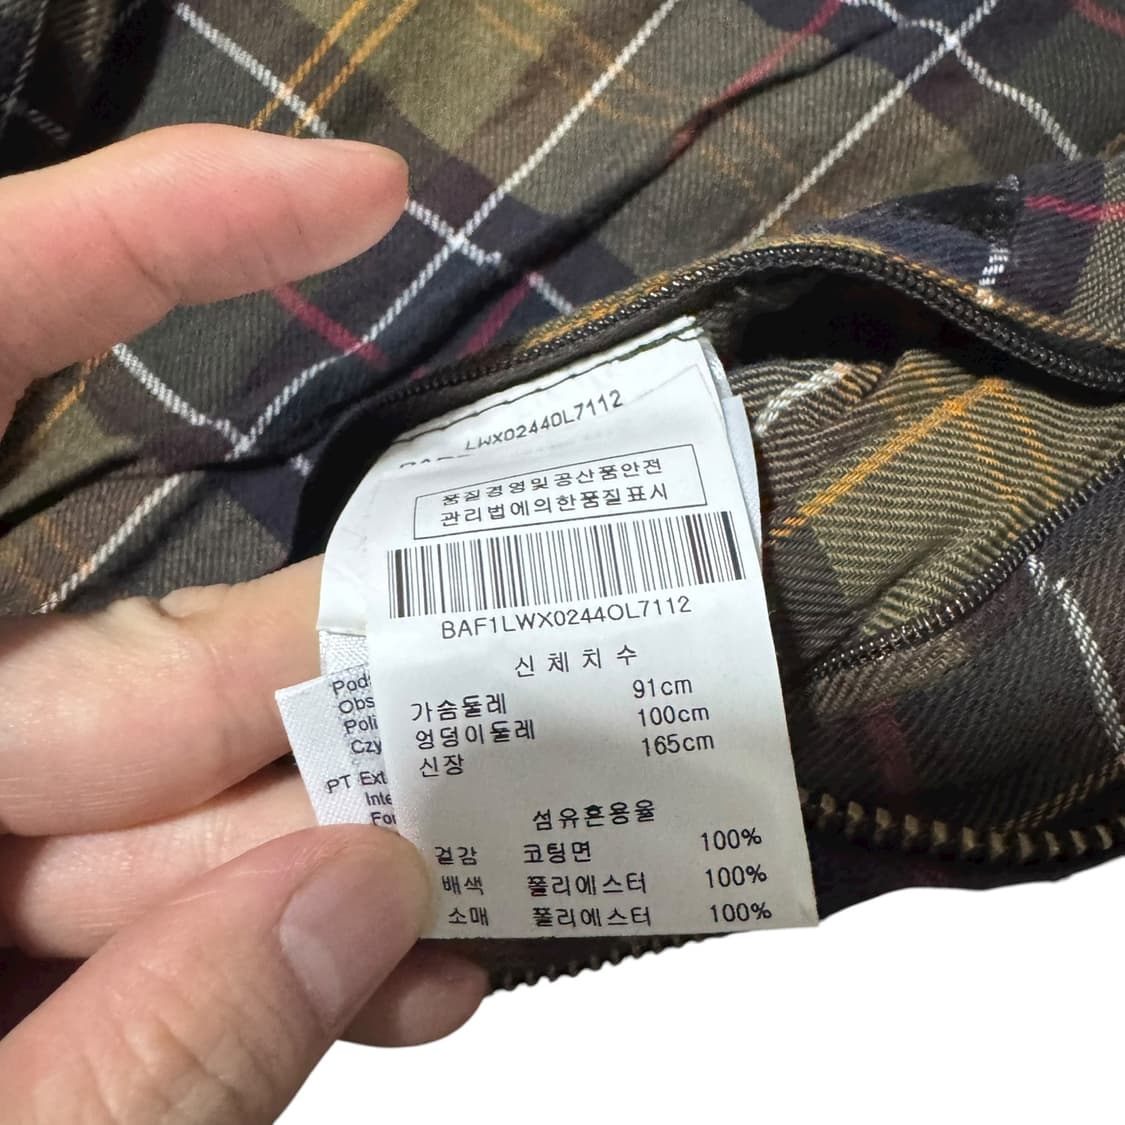 LWX0244OL7112
품질경영및공산품안전
관리법에의한품질표시
BAF1LWX0244OL7112
신체치수
가슴둘레 91cm
엉덩이둘레 100cm
신장 165cm
섬유혼용율
겉감 코팅면 100%
배색 폴리에스터 100%
소매 폴리에스터 100%
Pods
Obs
Poli
Czy
PT Ext
Inte
For